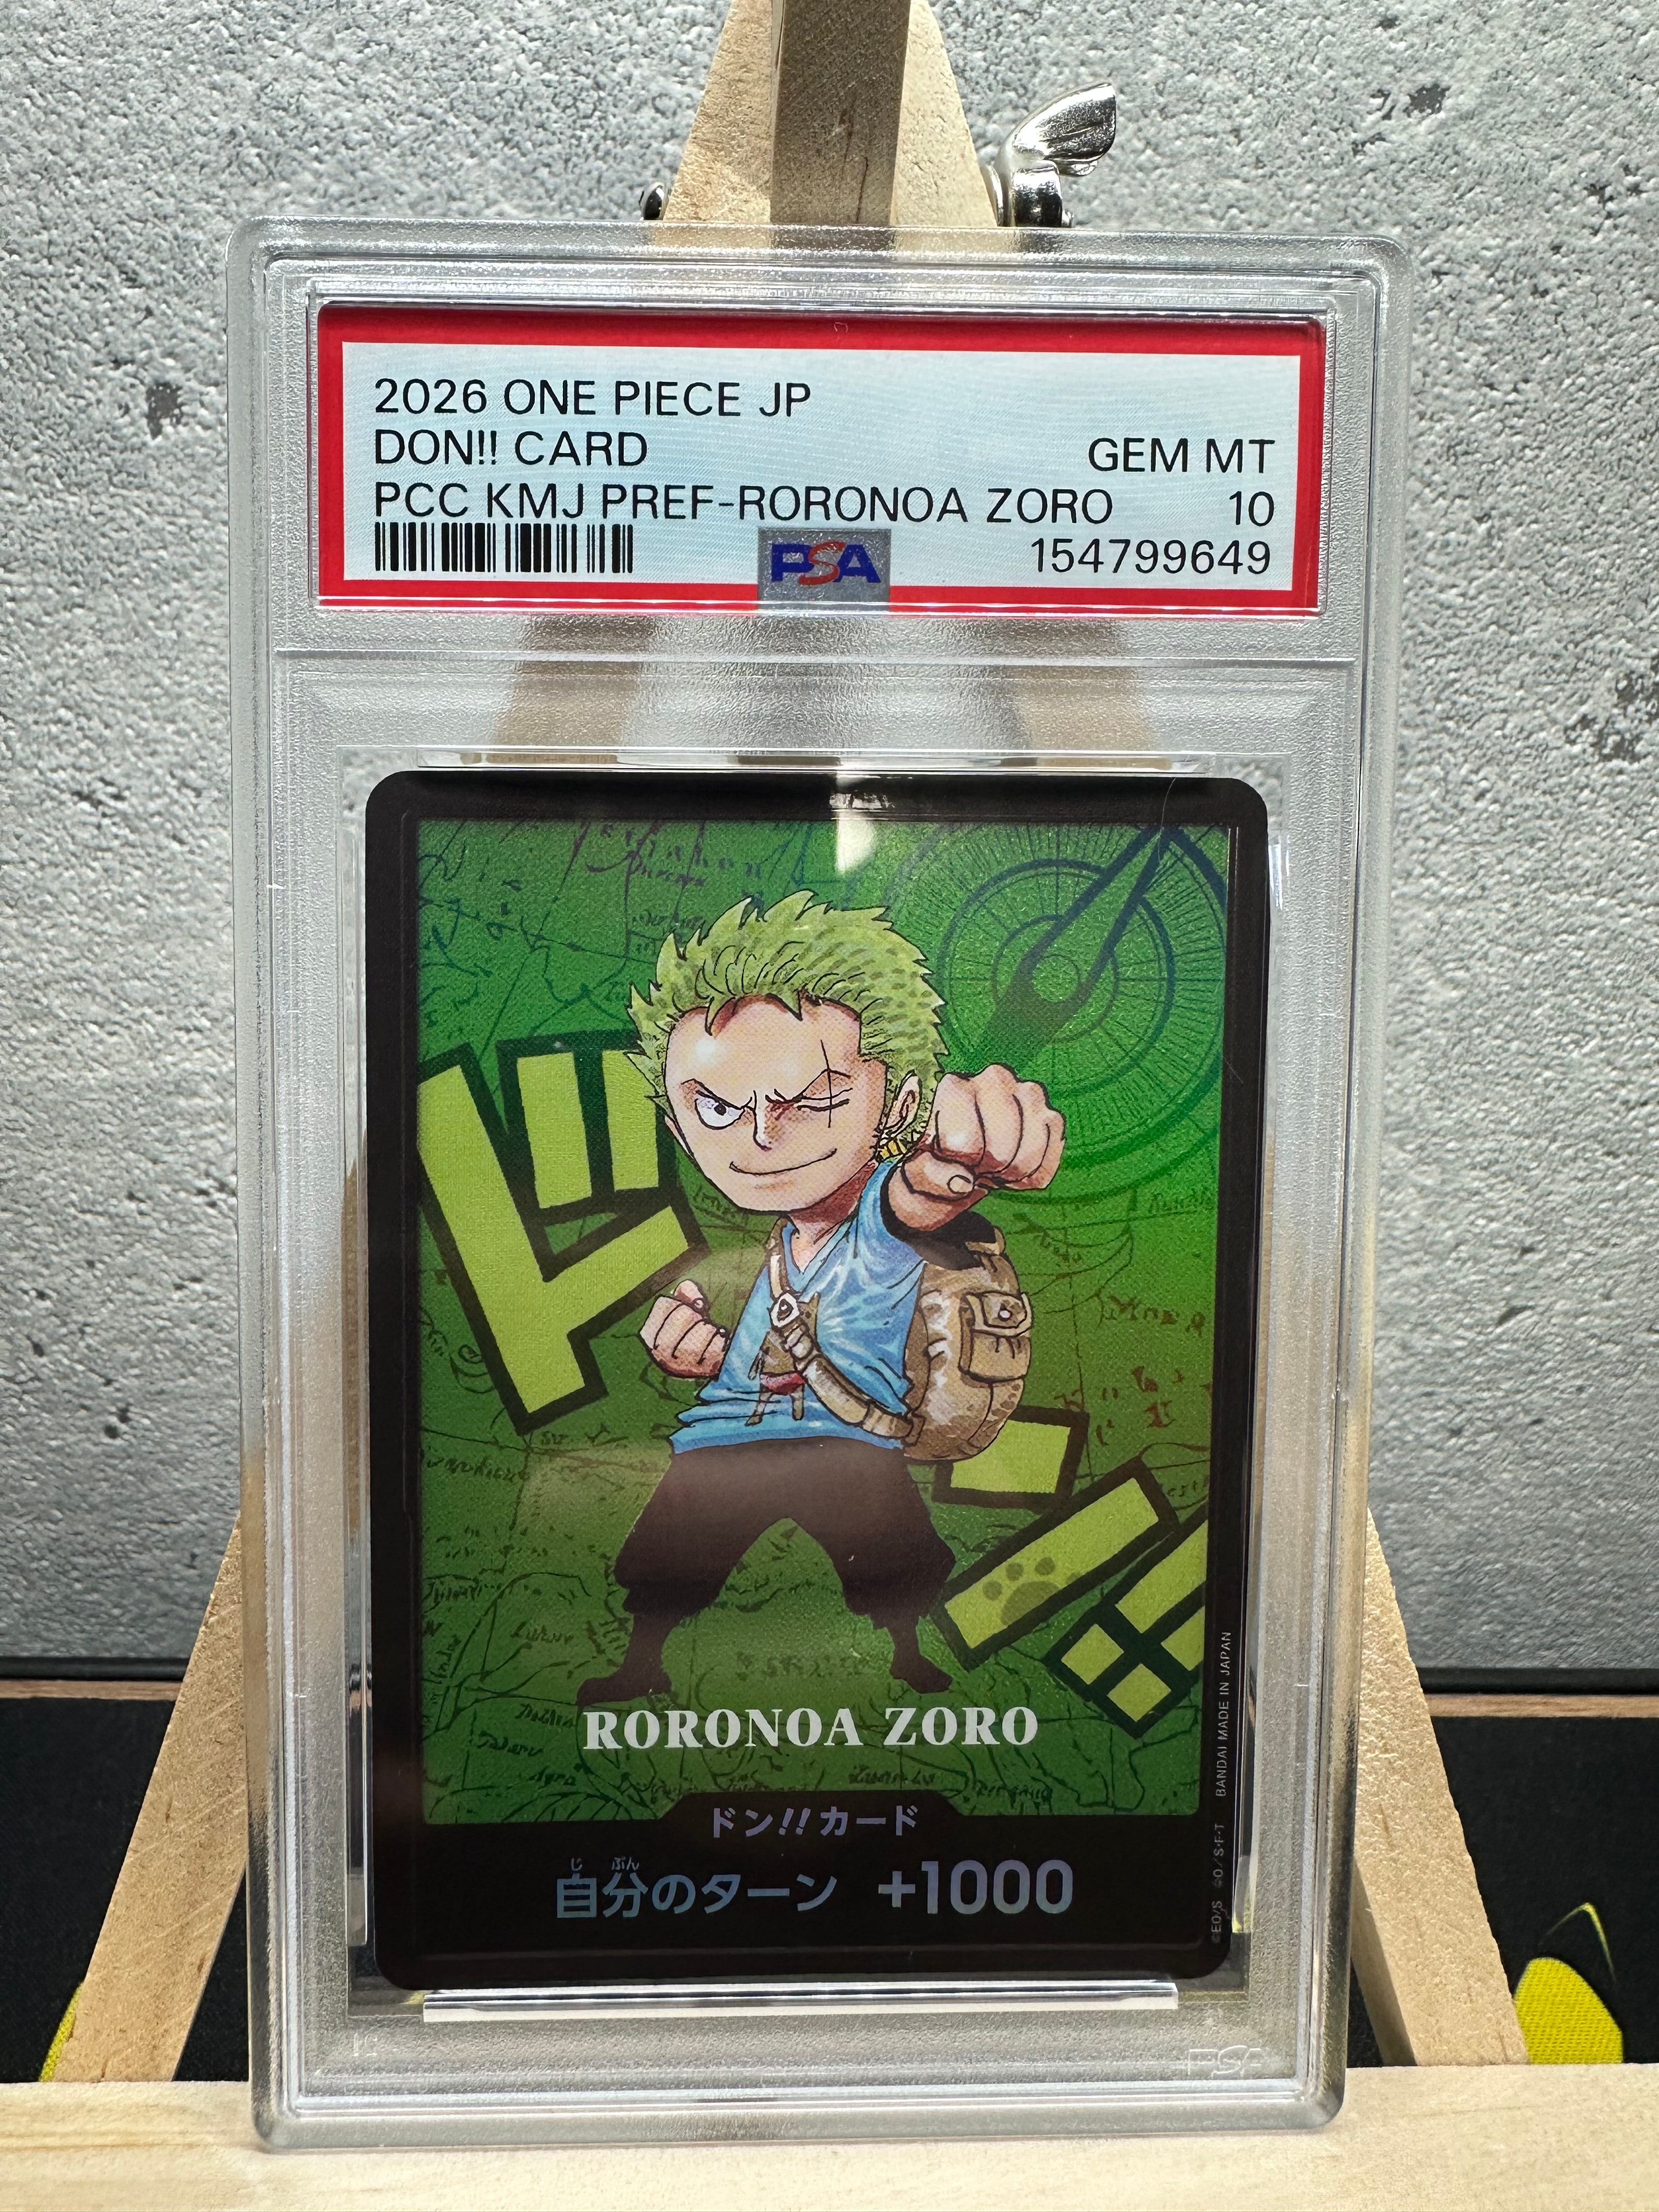 2026 ONE PIECE JP
DON!! CARD GEM MT
PCC KMJ PREF-RORONOA ZORO 10
PSA 154799649
ドン!!
RORONOA ZORO
ドン!!カード
じ ぶん
自分のターン +1000
©EO/S ©O/S・F・T BANDAI MADE IN JAPAN
PSA